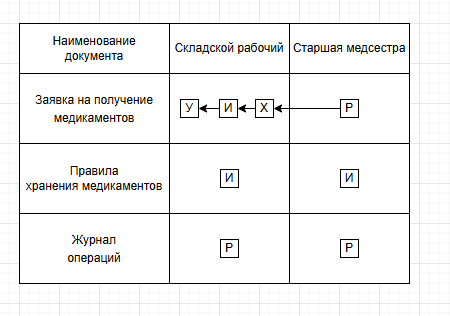 Наименование
документа
Складской рабочий
Старшая медсестра
Заявка на получение
медикаментов
У И Х Р
Правила
хранения медикаментов
И И
Журнал
операций
Р Р